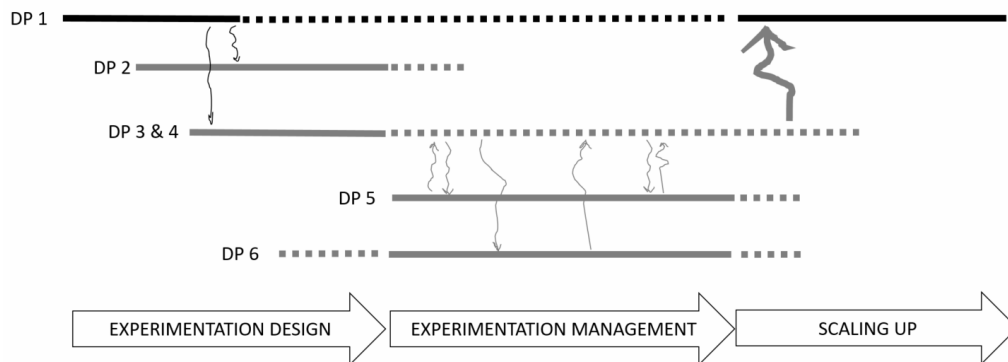 DP 1
DP 2
DP 3 & 4
DP 5
DP 6
EXPERIMENTATION DESIGN
EXPERIMENTATION MANAGEMENT
SCALING UP